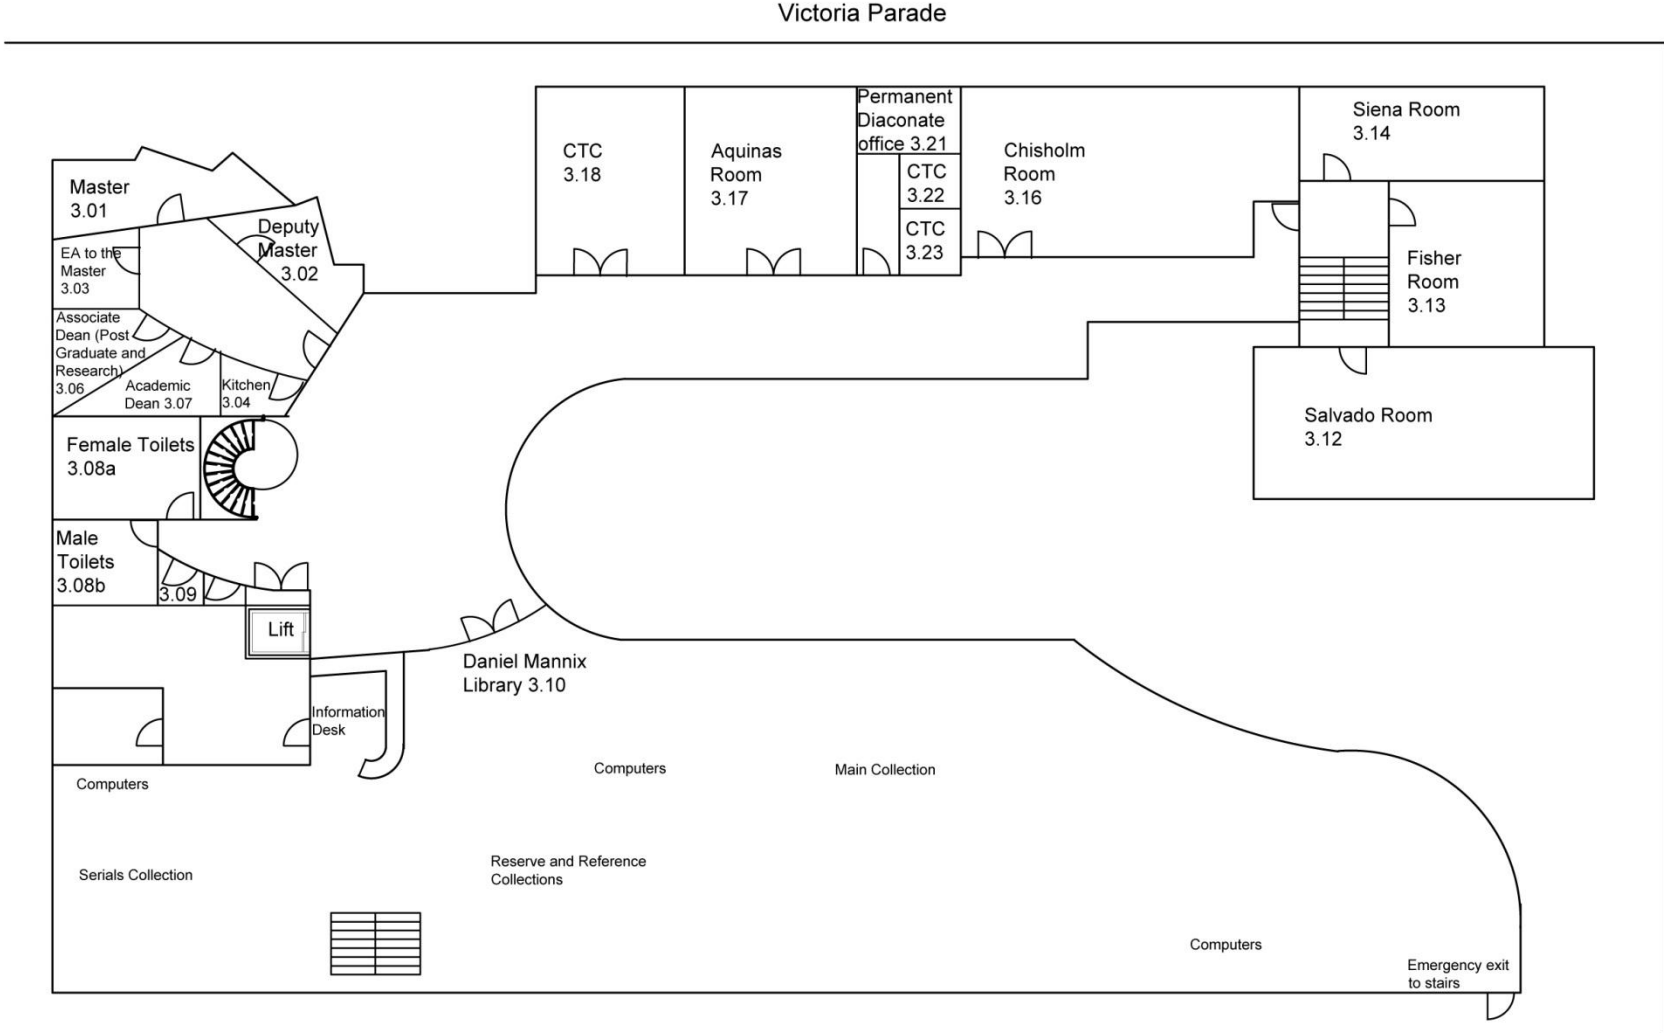 Victoria Parade
Master
3.01
Deputy
Master
3.02
EA to the
Master
3.03
Associate
Dean (Post
Graduate and
Research)
3.06
Academic
Dean 3.07
Kitchen
3.04
Female Toilets
3.08a
Male
Toilets
3.08b
3.09
Lift
CTC
3.18
Aquinas
Room
3.17
Permanent
Diaconate
office 3.21
CTC
3.22
CTC
3.23
Chisholm
Room
3.16
Siena Room
3.14
Fisher
Room
3.13
Salvado Room
3.12
Daniel Mannix
Library 3.10
Information
Desk
Computers
Computers
Main Collection
Serials Collection
Reserve and Reference
Collections
Computers
Emergency exit
to stairs